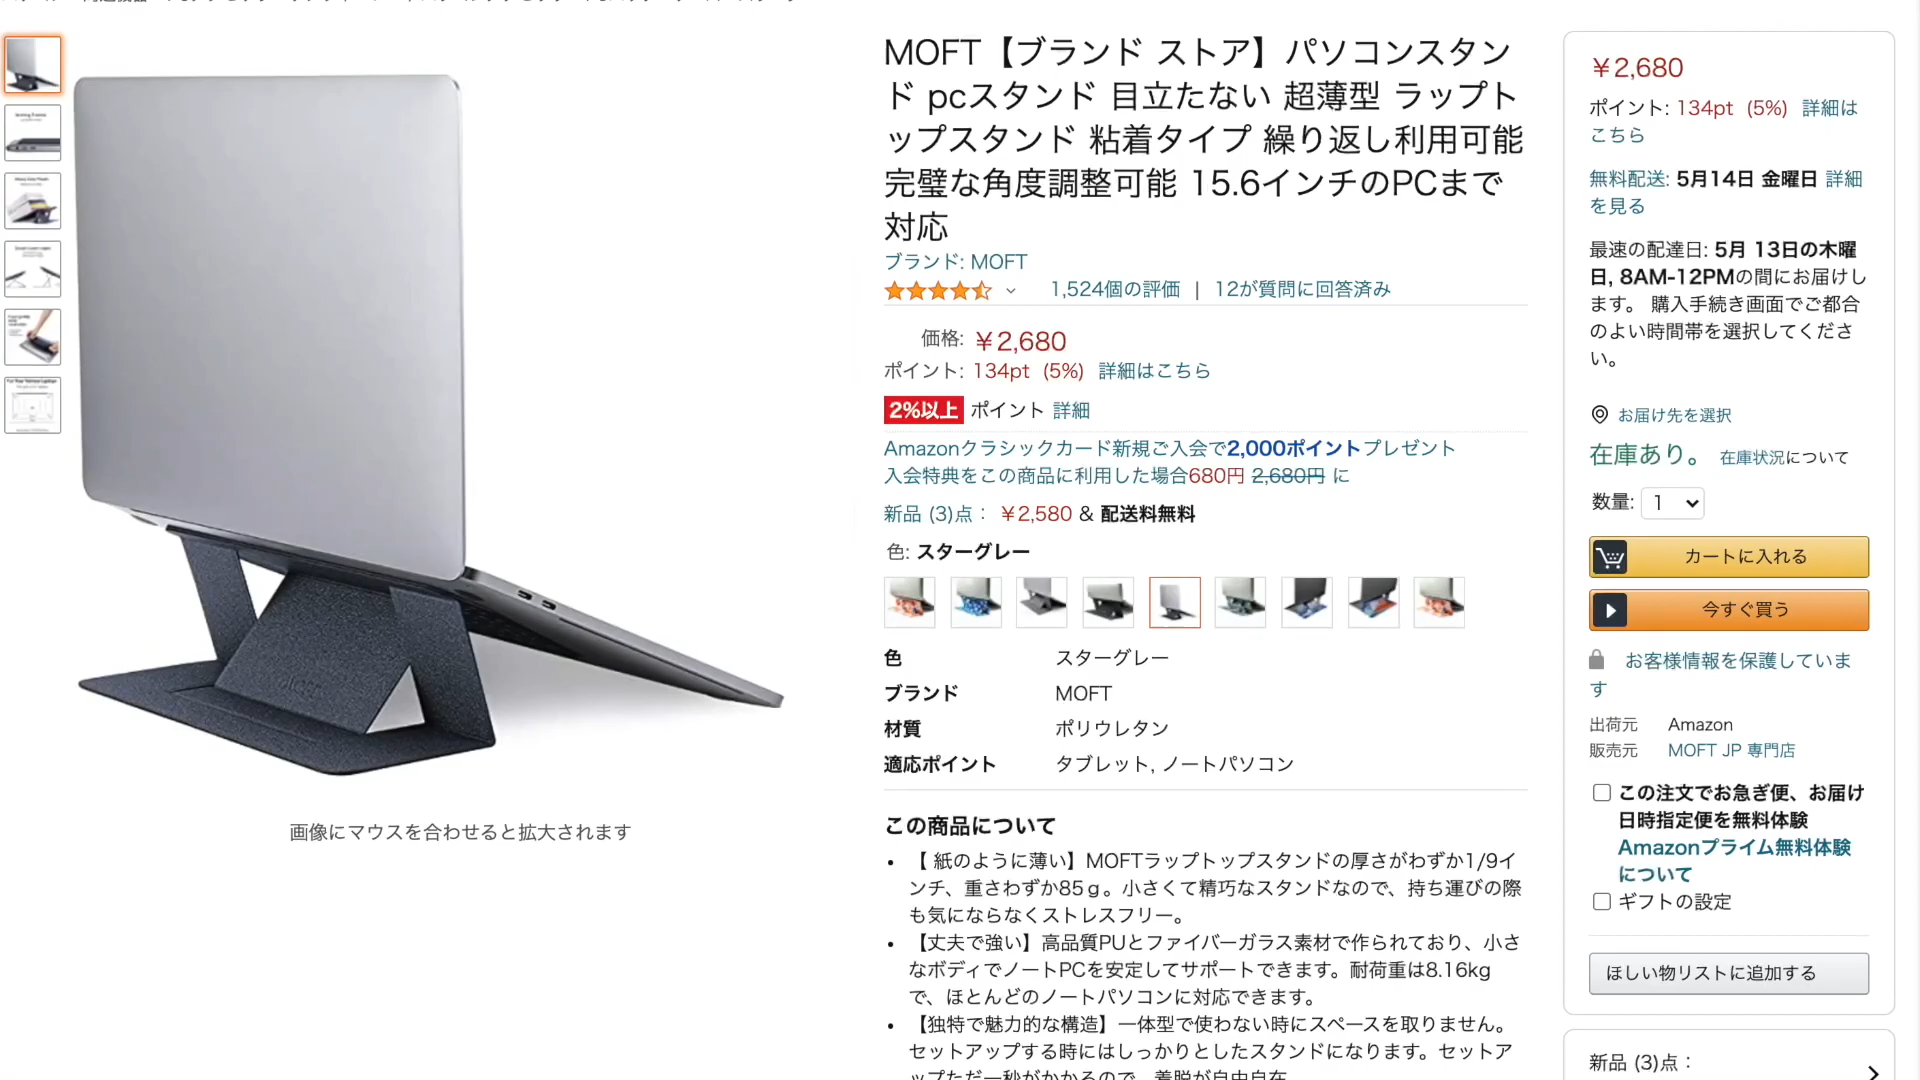 MOFT【ブランド ストア】パソコンスタン
ド pcスタンド 目立たない 超薄型 ラップト
ップスタンド 粘着タイプ 繰り返し利用可能
完璧な角度調整可能 15.6インチのPCまで
対応
ブランド: MOFT
1,524個の評価 | 12が質問に回答済み
価格: ￥2,680
ポイント: 134pt (5%) 詳細はこちら
2%以上 ポイント 詳細
Amazonクラシックカード新規ご入会で2,000ポイントプレゼント
入会特典をこの商品に利用した場合680円 2,680円 に
新品 (3)点： ￥2,580 & 配送料無料
色: スターグレー
色 スターグレー
ブランド MOFT
材質 ポリウレタン
適応ポイント タブレット, ノートパソコン
画像にマウスを合わせると拡大されます
この商品について
• 【 紙のように薄い】MOFTラップトップスタンドの厚さがわずか1/9イ
ンチ、重さわずか85ｇ。小さくて精巧なスタンドなので、持ち運びの際
も気にならなくストレスフリー。
• 【丈夫で強い】高品質PUとファイバーガラス素材で作られており、小さ
なボディでノートPCを安定してサポートできます。耐荷重は8.16kg
で、ほとんどのノートパソコンに対応できます。
• 【独特で魅力的な構造】一体型で使わない時にスペースを取りません。
セットアップする時にはしっかりとしたスタンドになります。セットア
ップただ一秒がかかるので、着脱が自由自在
￥2,680
ポイント: 134pt (5%) 詳細は
こちら
無料配送: 5月14日 金曜日 詳細
を見る
最速の配達日: 5月 13日の木曜
日, 8AM-12PMの間にお届けし
ます。 購入手続き画面でご都合
のよい時間帯を選択してくださ
い。
お届け先を選択
在庫あり。 在庫状況について
数量: 1
カートに入れる
今すぐ買う
お客様情報を保護していま
す
出荷元 Amazon
販売元 MOFT JP 専門店
この注文でお急ぎ便、お届け
日時指定便を無料体験
Amazonプライム無料体験
について
ギフトの設定
ほしい物リストに追加する
新品 (3)点：